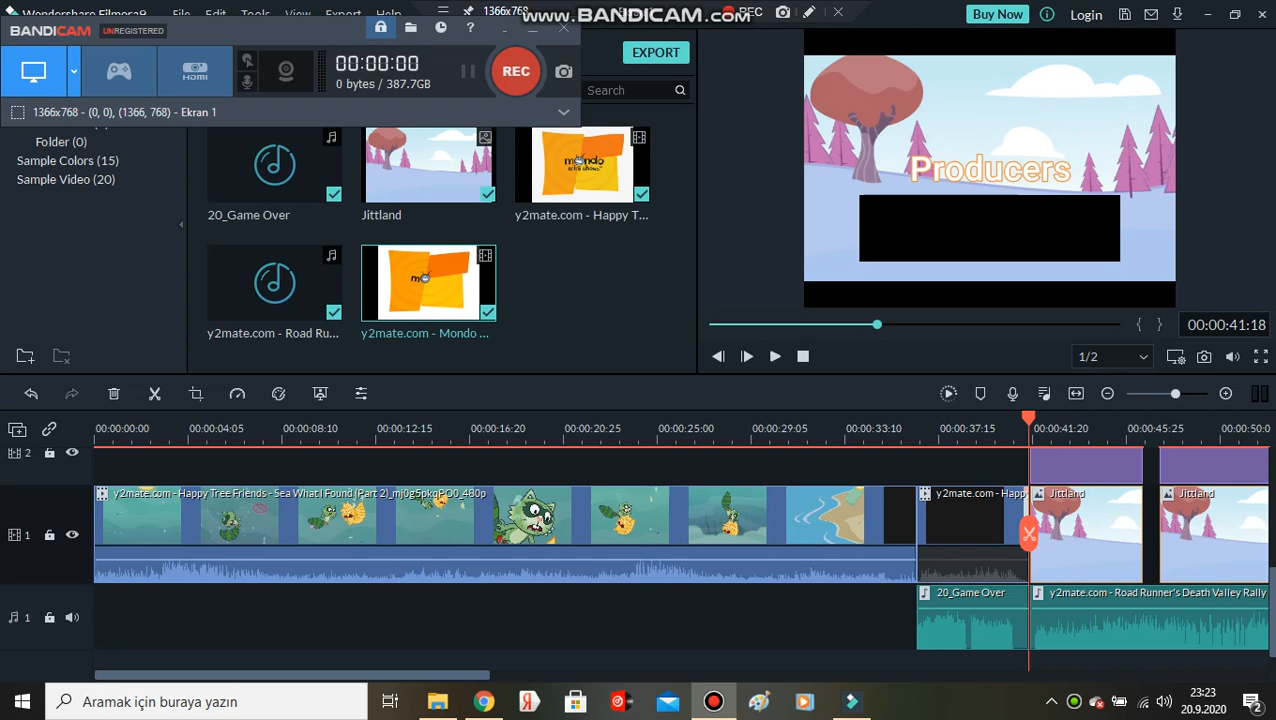 Wondershare Filmora9
File
Edit
Tools
View
Export
Help
1366x768
REC
www.BANDICAM.com
Buy Now
Login
BANDICAM
UNREGISTERED
HDMI
00:00:00
0 bytes / 387.7GB
REC
1366x768 - (0, 0), (1366, 768) - Ekran 1
EXPORT
Search
Folder (0)
Sample Colors (15)
Sample Video (20)
20_Game Over
Jittland
y2mate.com - Happy T...
y2mate.com - Road Ru...
y2mate.com - Mondo ...
mondo
Producers
00:00:41:18
1/2
00:00:00:00
00:00:04:05
00:00:08:10
00:00:12:15
00:00:16:20
00:00:20:25
00:00:25:00
00:00:29:05
00:00:33:10
00:00:37:15
00:00:41:20
00:00:45:25
00:00:50:0
2
y2mate.com - Happy Tree Friends - Sea What I Found (Part 2)_mj0g5pkqPO0_480p
y2mate.com - Happy
Jittland
Jittland
1
20_Game Over
y2mate.com - Road Runner's Death Valley Rally
1
Aramak için buraya yazın
23:23
20.9.2020
2